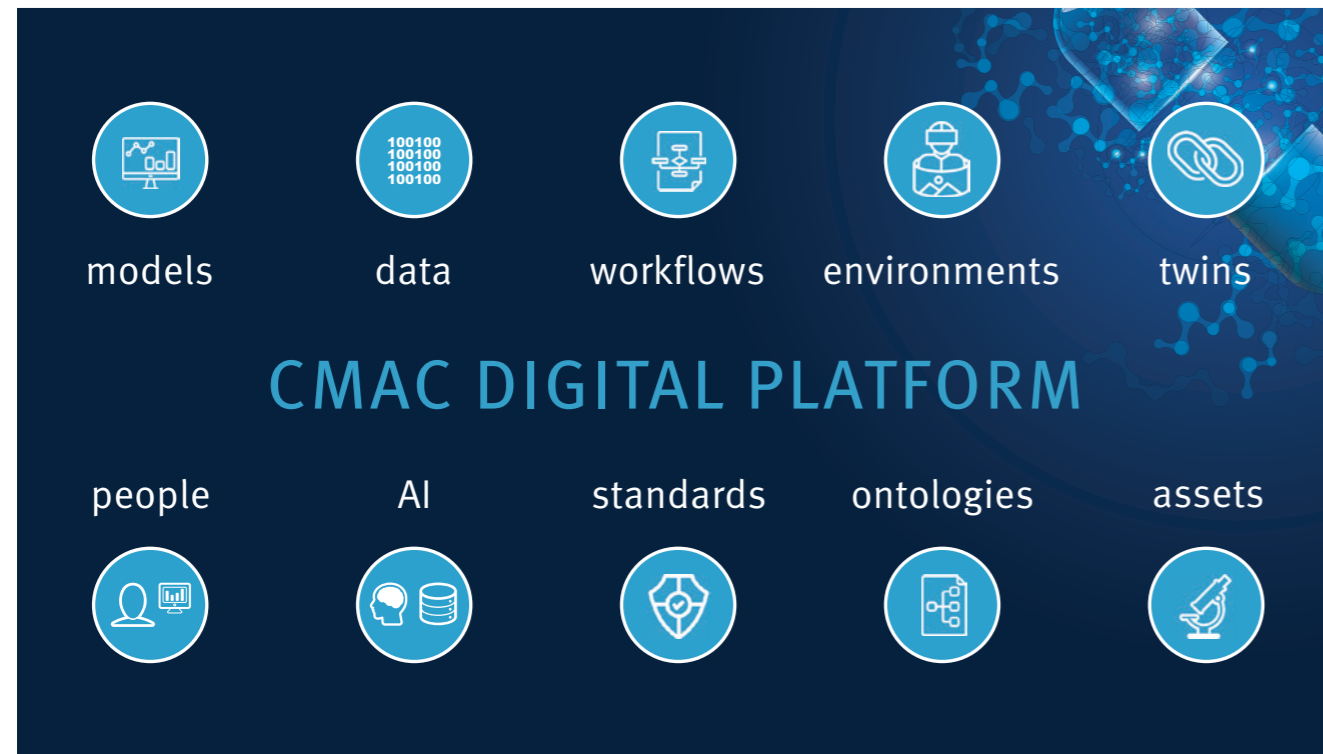 100100
100100
100100
100100
models data workflows environments twins
CMAC DIGITAL PLATFORM
people AI standards ontologies assets